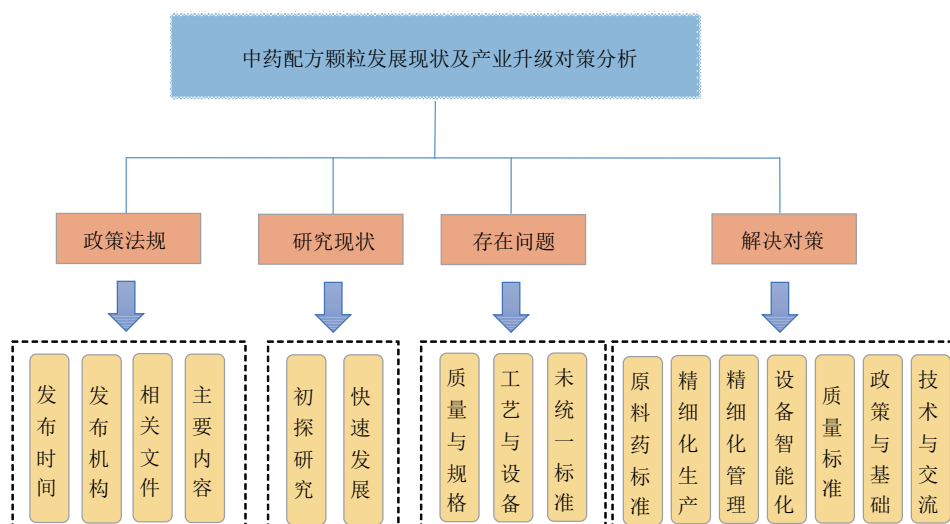 中药配方颗粒发展现状及产业升级对策分析
政策法规
研究现状
存在问题
解决对策
发布时间
发布机构
相关文件
主要内容
初探研究
快速发展
质量与规格
工艺与设备
未统一标准
原料药标准
精细化生产
精细化管理
设备智能化
质量标准
政策与基础
技术与交流